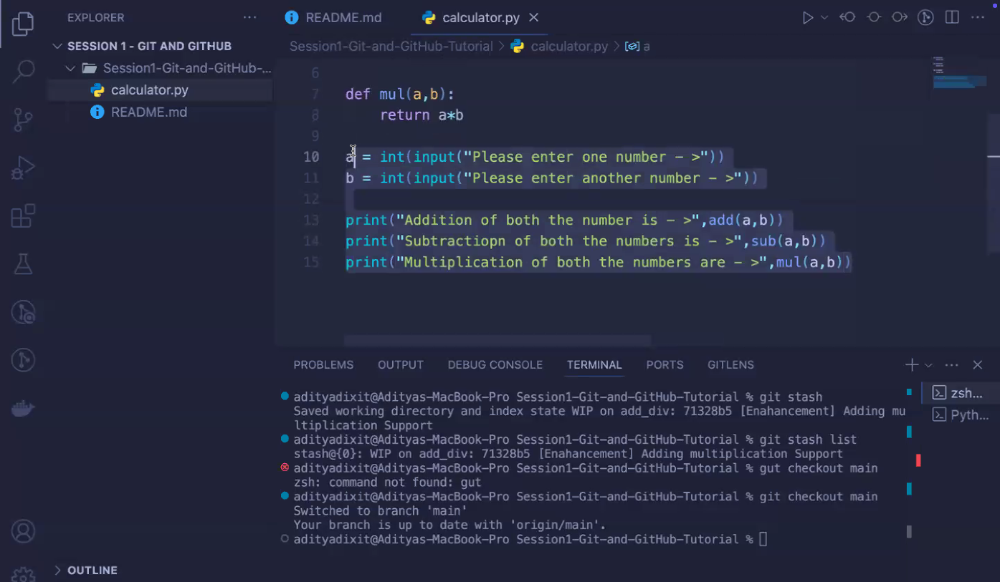 EXPLORER
SESSION 1 - GIT AND GITHUB
Session1-Git-and-GitHub-...
calculator.py
README.md
OUTLINE
README.md
calculator.py
Session1-Git-and-GitHub-Tutorial > calculator.py > a
6
7 def mul(a,b):
8     return a*b
9
10 a = int(input("Please enter one number - >"))
11 b = int(input("Please enter another number - >"))
12
13 print("Addition of both the number is - >",add(a,b))
14 print("Subtractiopn of both the numbers is - >",sub(a,b))
15 print("Multiplication of both the numbers are - >",mul(a,b))
PROBLEMS OUTPUT DEBUG CONSOLE TERMINAL PORTS GITLENS
adityadixit@Adityas-MacBook-Pro Session1-Git-and-GitHub-Tutorial % git stash
Saved working directory and index state WIP on add_div: 71328b5 [Enahancement] Adding mu
ltiplication Support
adityadixit@Adityas-MacBook-Pro Session1-Git-and-GitHub-Tutorial % git stash list
stash@{0}: WIP on add_div: 71328b5 [Enahancement] Adding multiplication Support
adityadixit@Adityas-MacBook-Pro Session1-Git-and-GitHub-Tutorial % gut checkout main
zsh: command not found: gut
adityadixit@Adityas-MacBook-Pro Session1-Git-and-GitHub-Tutorial % git checkout main
Switched to branch 'main'
Your branch is up to date with 'origin/main'.
adityadixit@Adityas-MacBook-Pro Session1-Git-and-GitHub-Tutorial %
zsh...
Pyth...